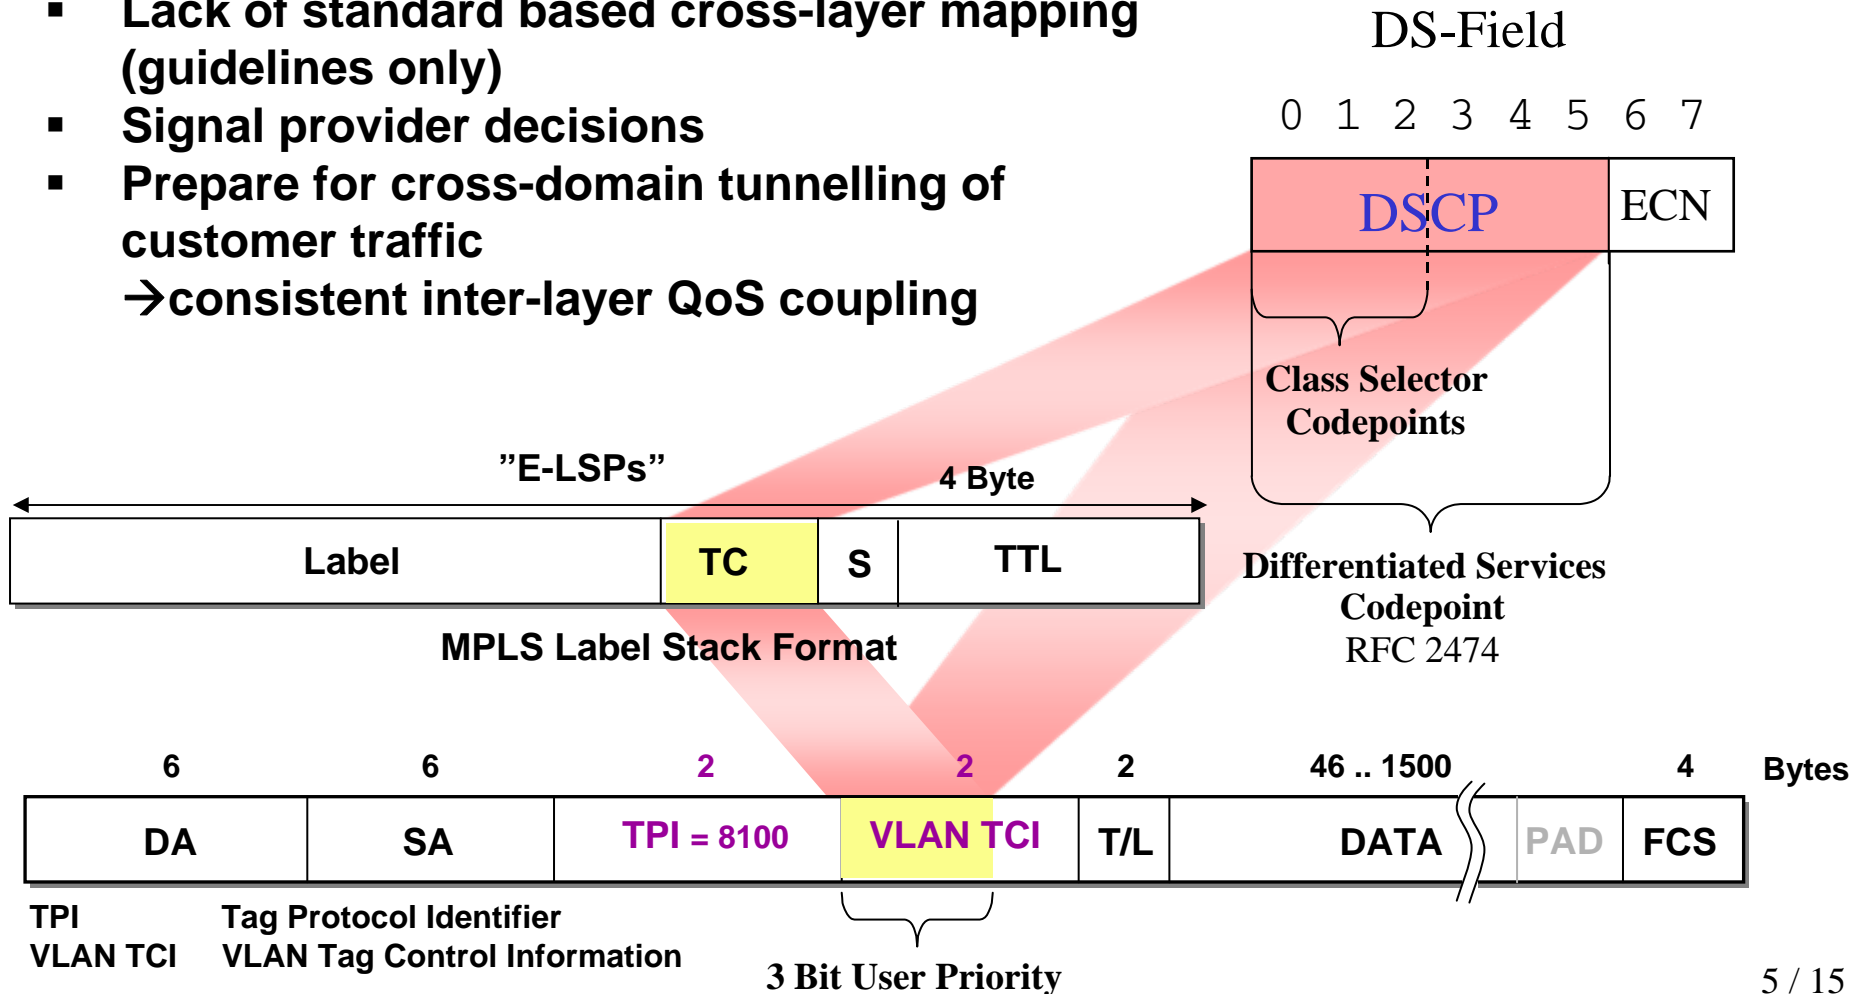 ▪ Lack of standard based cross-layer mapping
(guidelines only)
▪ Signal provider decisions
▪ Prepare for cross-domain tunnelling of
customer traffic
→consistent inter-layer QoS coupling
DS-Field
0 1 2 3 4 5 6 7
DSCP ECN
Class Selector
Codepoints
Differentiated Services
Codepoint
RFC 2474
”E-LSPs” 4 Byte
Label TC S TTL
MPLS Label Stack Format
6 6 2 2 2 46 .. 1500 4 Bytes
DA SA TPI = 8100 VLAN TCI T/L DATA PAD FCS
TPI Tag Protocol Identifier
VLAN TCI VLAN Tag Control Information
3 Bit User Priority
5 / 15